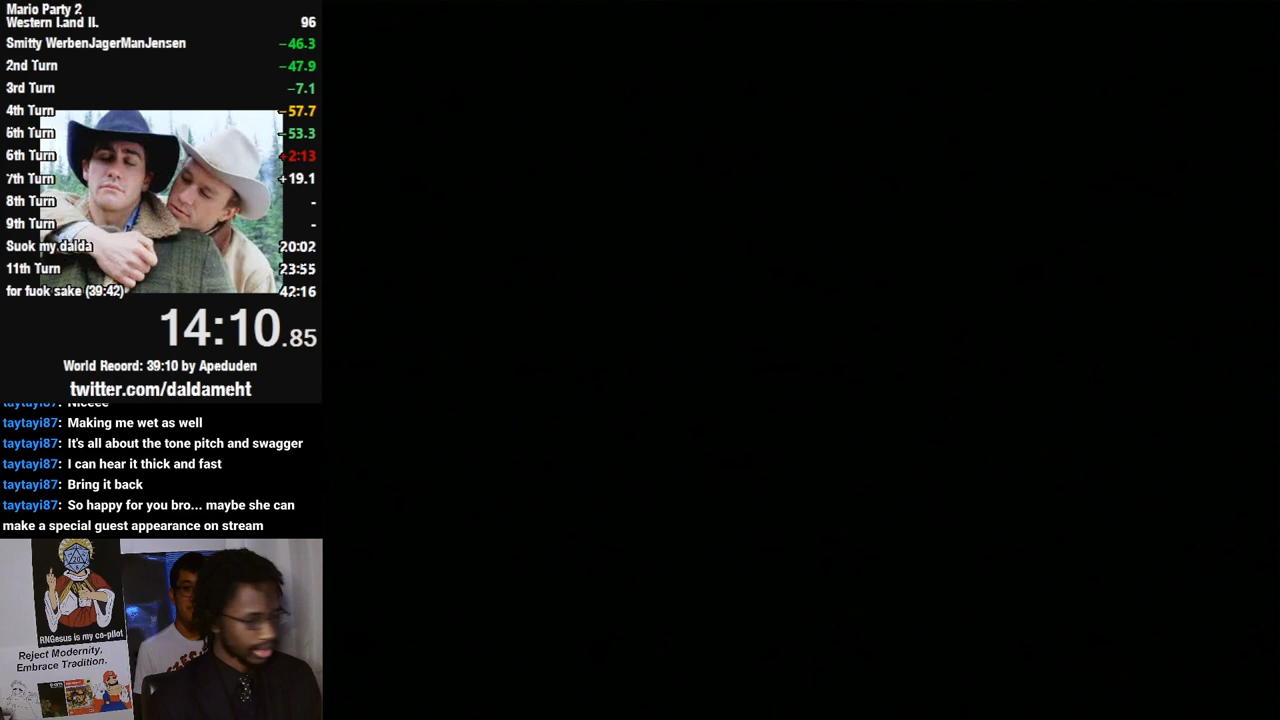 Mario Party 2
Western Land II. 96
Smitty WerbenJagerManJensen -46.3
2nd Turn -47.9
3rd Turn -7.1
4th Turn -57.7
5th Turn -53.3
6th Turn +2:13
7th Turn +19.1
8th Turn -
9th Turn -
Suck my dalda 20:02
11th Turn 23:55
for fuck sake (39:42) 42:16
14:10.85
World Record: 39:10 by Apeduden
twitter.com/daldameht
taytayi87: Niceee
taytayi87: Making me wet as well
taytayi87: It's all about the tone pitch and swagger
taytayi87: I can hear it thick and fast
taytayi87: Bring it back
taytayi87: So happy for you bro... maybe she can
make a special guest appearance on stream
RNGesus is my co-pilot
Reject Modernity,
Embrace Tradition.